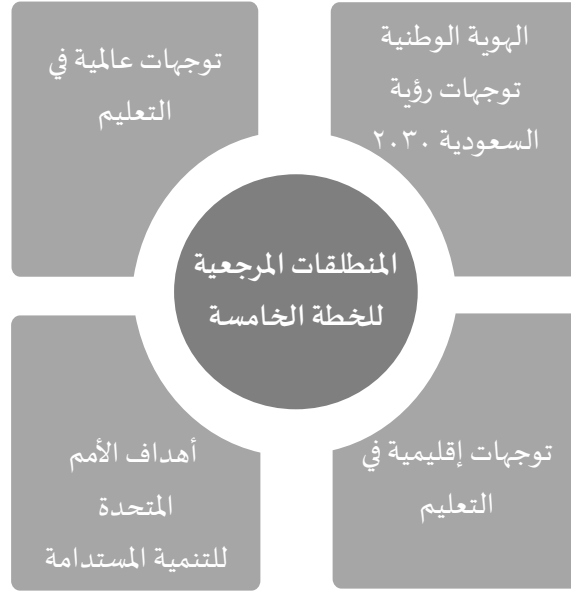 الهوية الوطنية
توجهات رؤية
السعودية ٢٠٣٠
توجهات عالمية في
التعليم
المنطلقات المرجعية
للخطة الخامسة
توجهات إقليمية في
التعليم
أهداف الأمم
المتحدة
للتنمية المستدامة